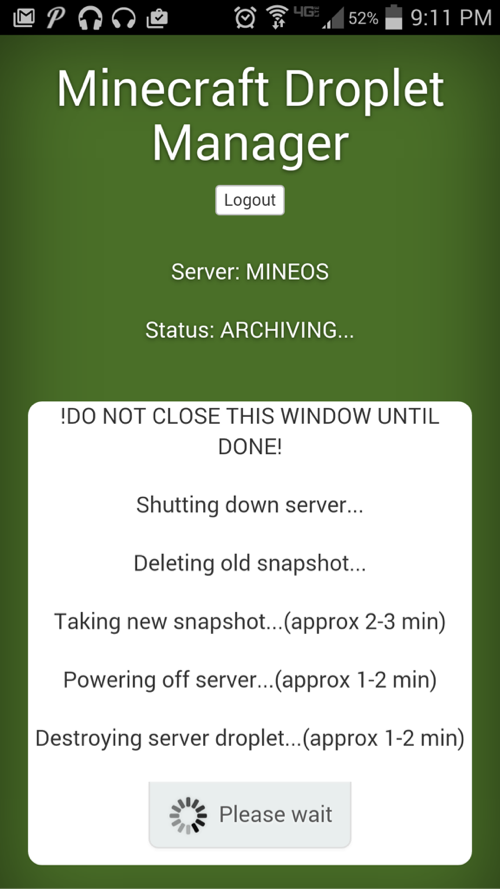 4G 52% 9:11 PM
Minecraft Droplet
Manager
Logout
Server: MINEOS
Status: ARCHIVING...
!DO NOT CLOSE THIS WINDOW UNTIL
DONE!
Shutting down server...
Deleting old snapshot...
Taking new snapshot...(approx 2-3 min)
Powering off server...(approx 1-2 min)
Destroying server droplet...(approx 1-2 min)
Please wait